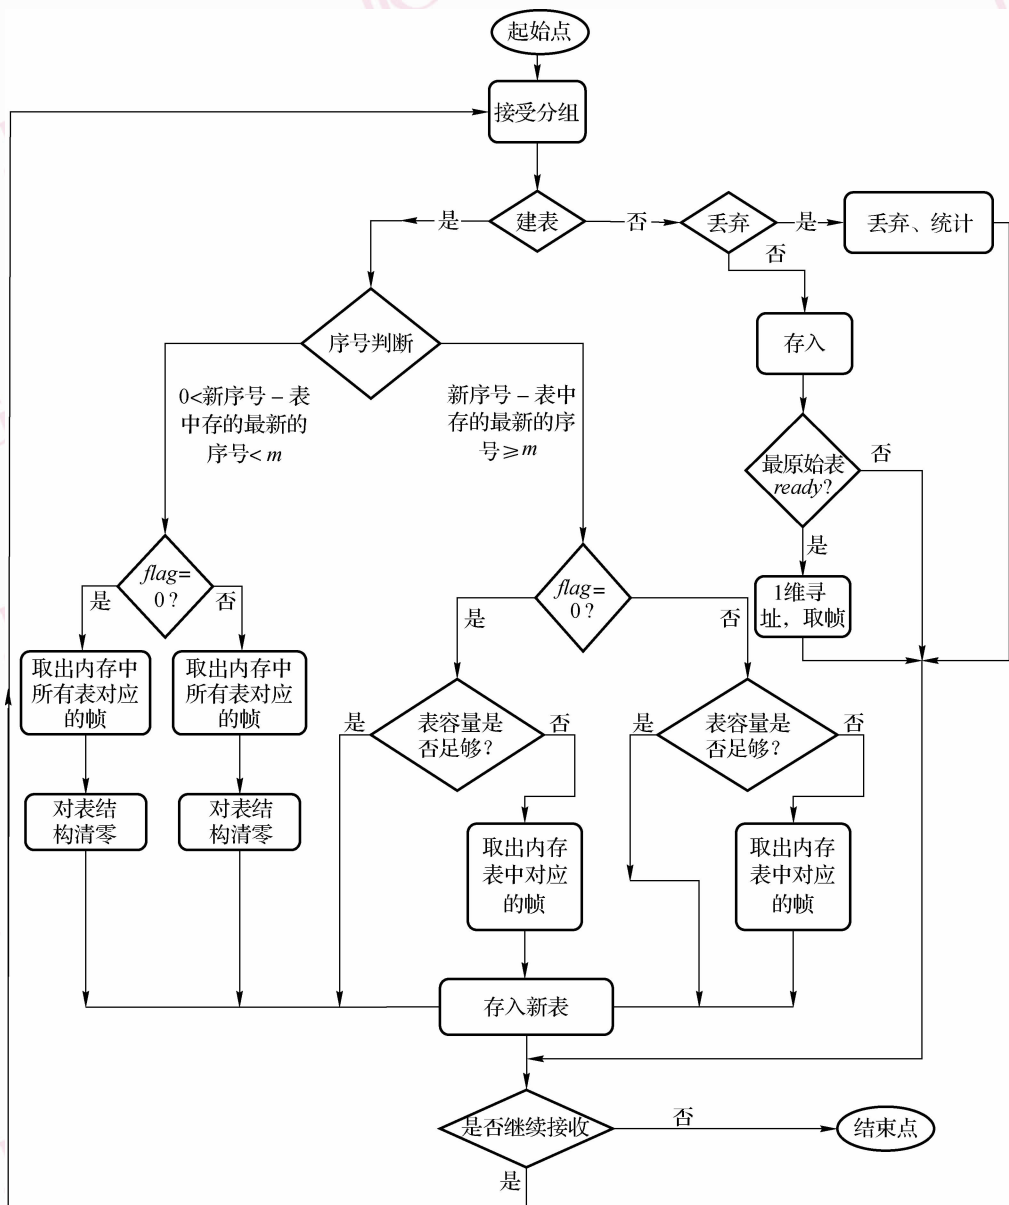 起始点
接受分组
建表
是
否
丢弃
是
丢弃、统计
否
存入
序号判断
0<新序号－表
中存的最新的
序号<m
新序号－表中
存的最新的序
号≥m
最原始表
ready?
否
是
1维寻
址，取帧
flag=
0？
是
否
flag=
0？
是
否
取出内存中
所有表对应
的帧
取出内存中
所有表对应
的帧
对表结
构清零
对表结
构清零
表容量是
否足够？
是
否
表容量是
否足够？
是
否
取出内存
表中对应
的帧
取出内存
表中对应
的帧
存入新表
是否继续接收
否
结束点
是